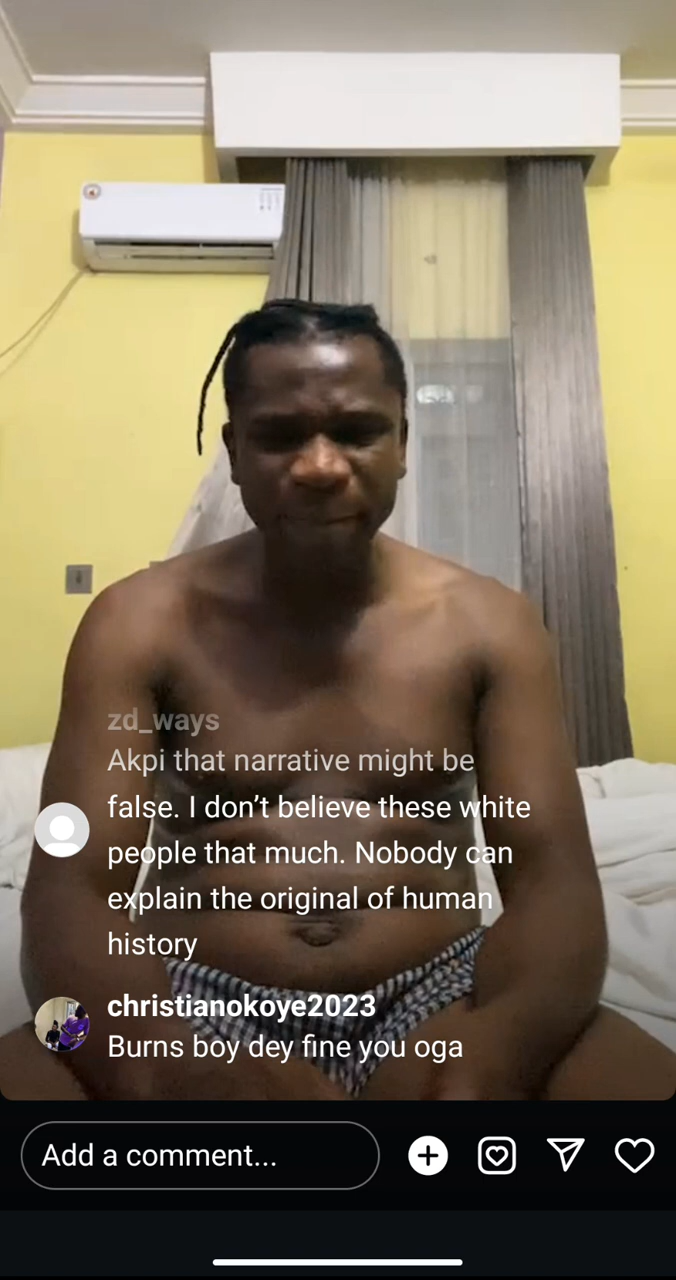 zd_ways
Akpi that narrative might be
false. I don’t believe these white
people that much. Nobody can
explain the original of human
history
christianokoye2023
Burns boy dey fine you oga
Add a comment...